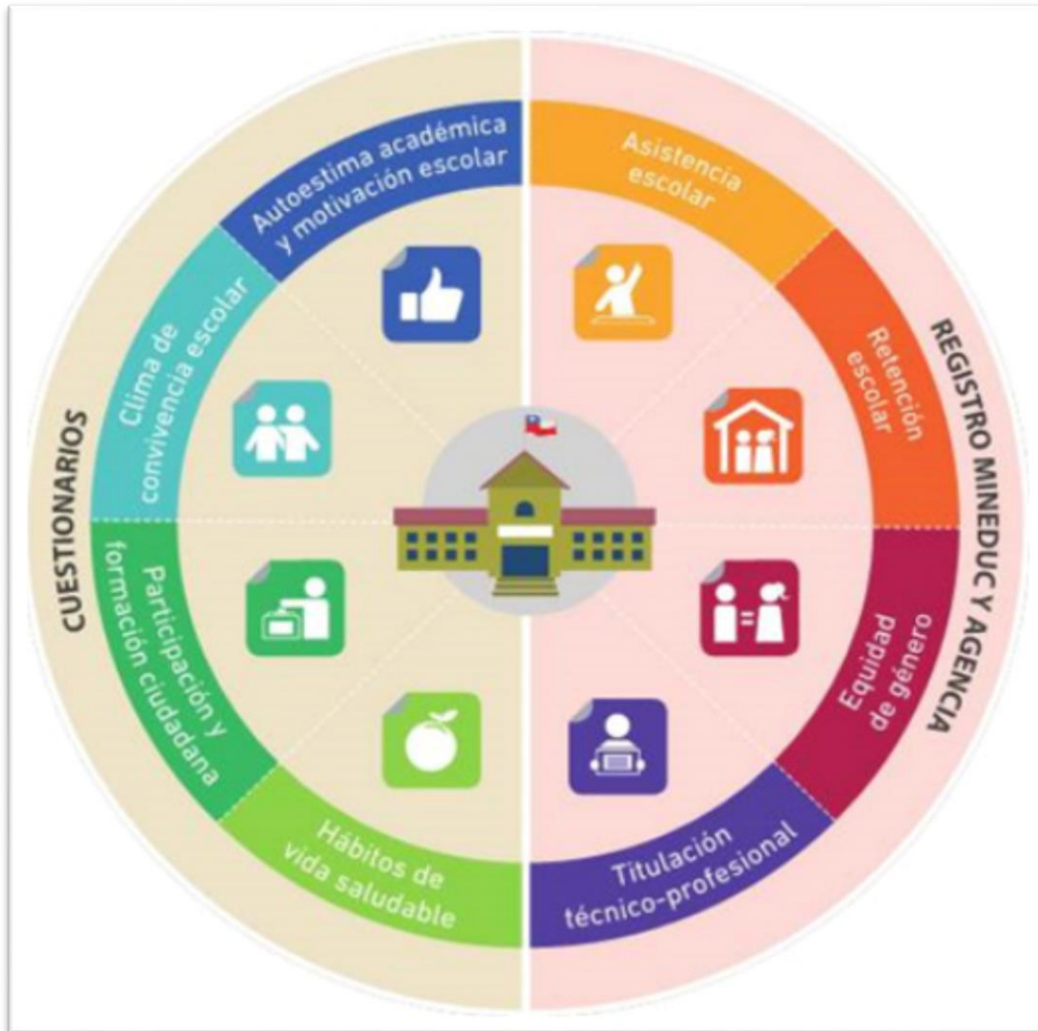 CUESTIONARIOS
Autoestima académica
y motivación escolar
Clima de
convivencia escolar
Participación y
formación ciudadana
Hábitos de
vida saludable
REGISTRO MINEDUC Y AGENCIA
Asistencia
escolar
Retención
escolar
Equidad
de género
Titulación
técnico-profesional